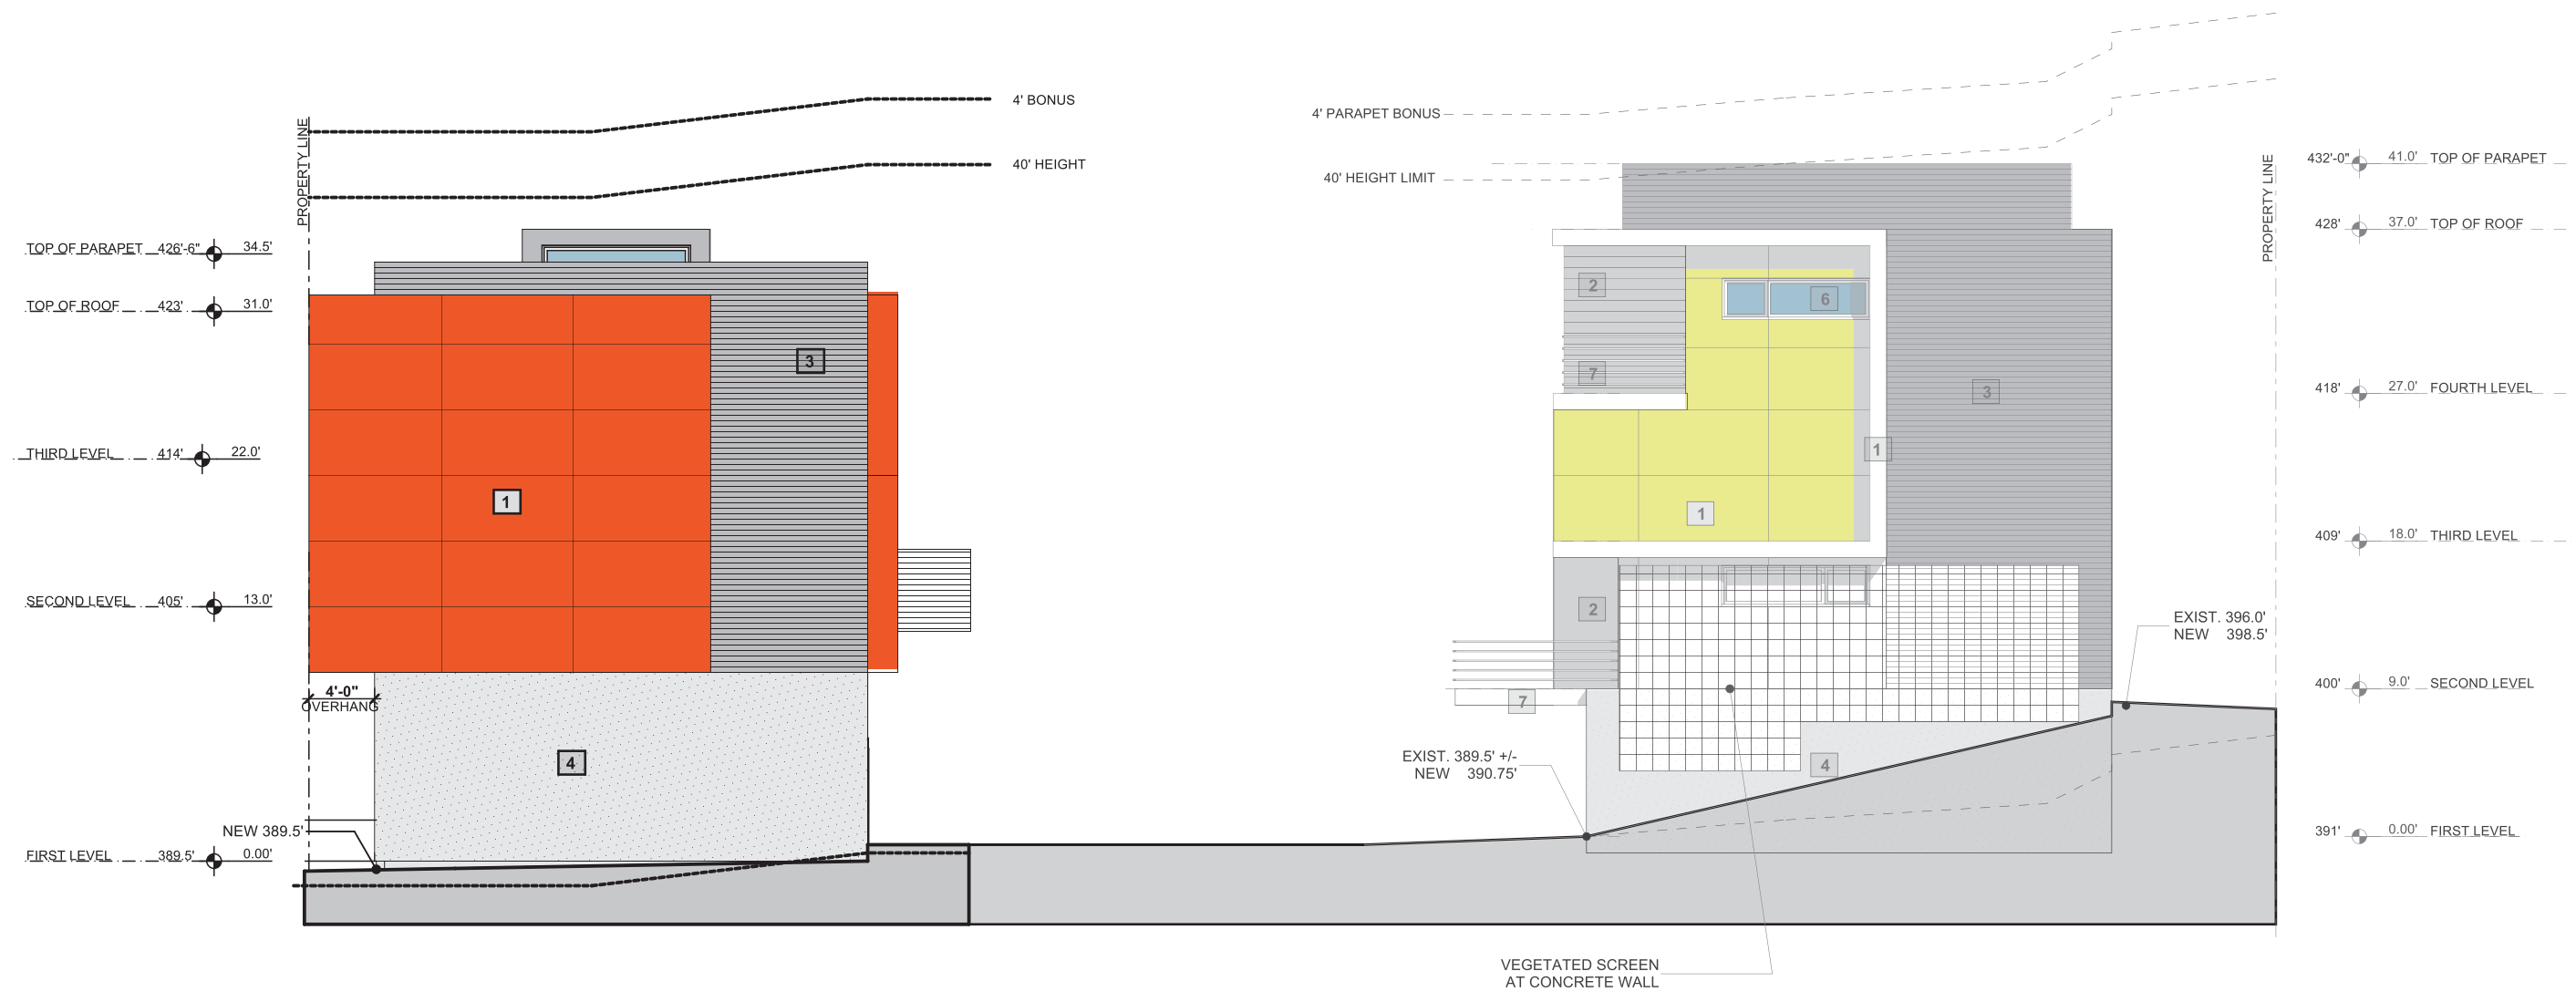 4' BONUS
40' HEIGHT
PROPERTY LINE
TOP OF PARAPET 426'-6" 34.5'
TOP OF ROOF 423' 31.0'
THIRD LEVEL 414' 22.0'
SECOND LEVEL 405' 13.0'
FIRST LEVEL 389.5' 0.00'
3
1
4
4'-0"
OVERHANG
NEW 389.5'
4' PARAPET BONUS
40' HEIGHT LIMIT
PROPERTY LINE
432'-0" 41.0' TOP OF PARAPET
428' 37.0' TOP OF ROOF
418' 27.0' FOURTH LEVEL
409' 18.0' THIRD LEVEL
400' 9.0' SECOND LEVEL
391' 0.00' FIRST LEVEL
2
6
7
3
1
1
2
7
4
EXIST. 396.0'
NEW 398.5'
EXIST. 389.5' +/-
NEW 390.75'
VEGETATED SCREEN
AT CONCRETE WALL